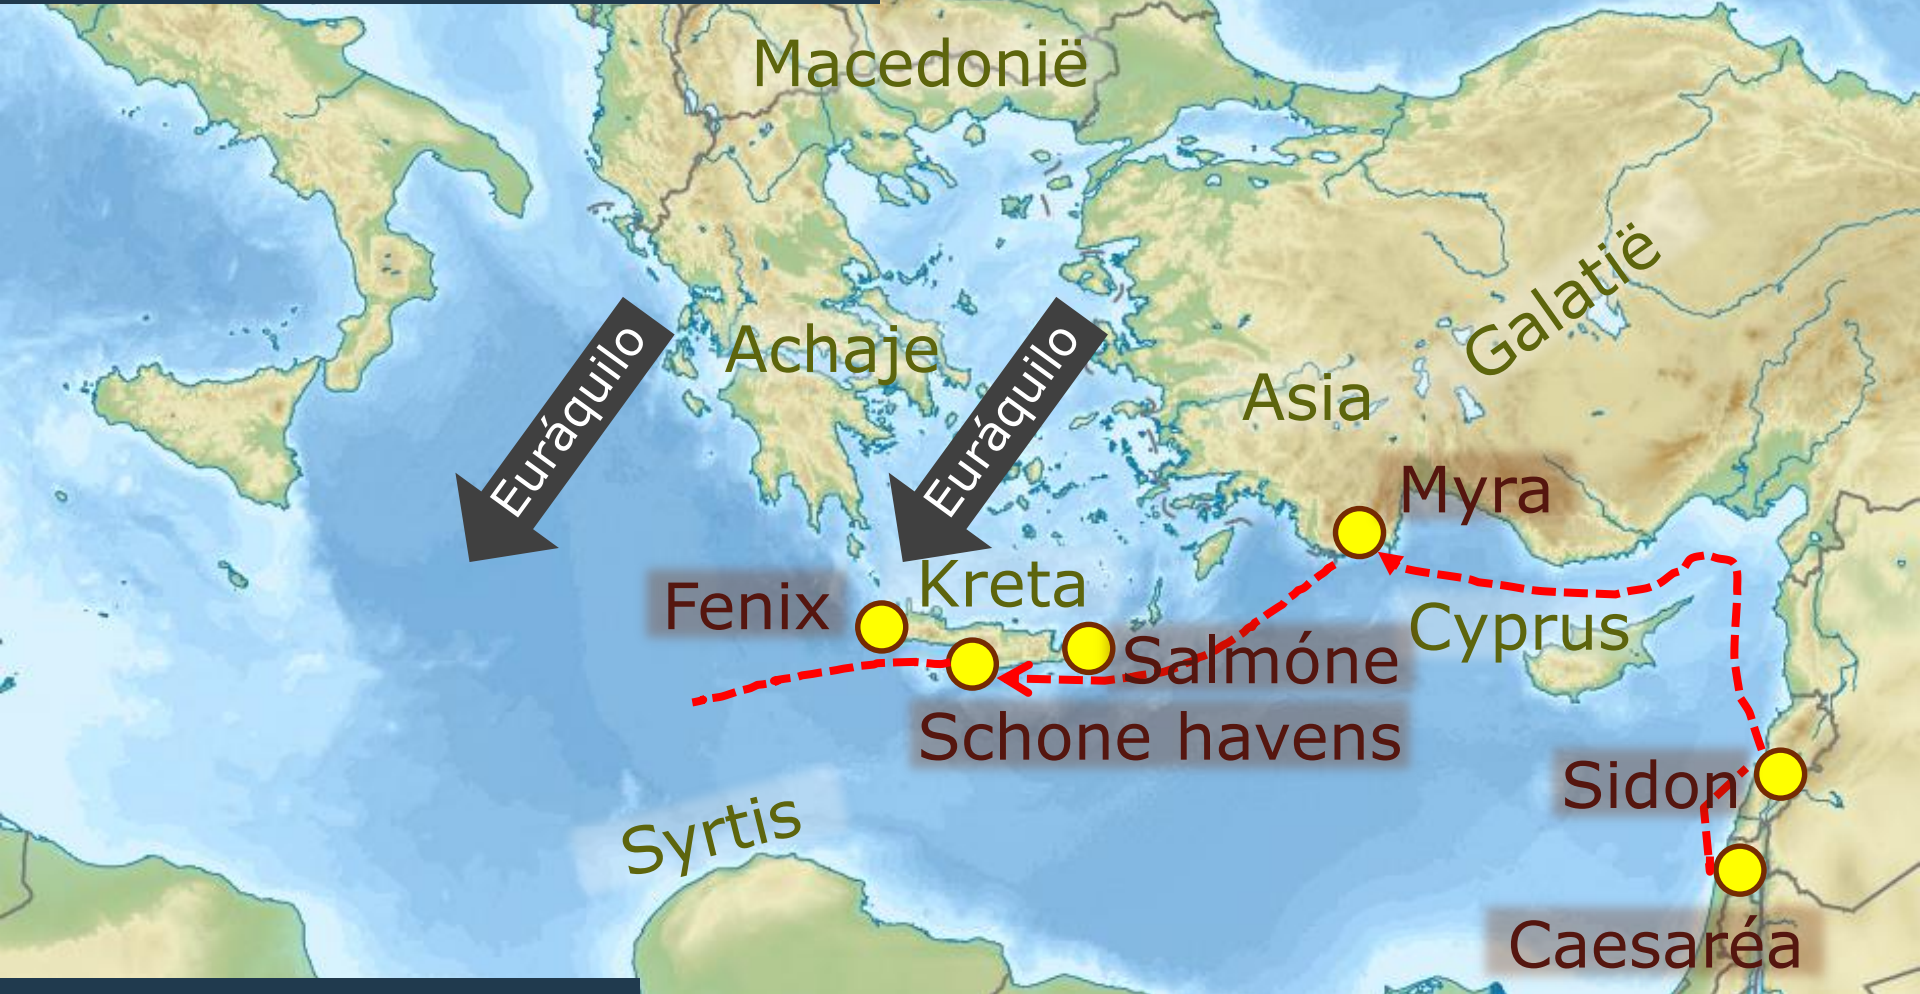 Macedonië
Galatië
Achaje
Euráquilo
Euráquilo
Asia
Myra
Fenix
Kreta
Cyprus
Salmóne
Schone havens
Sidon
Syrtis
Caesaréa